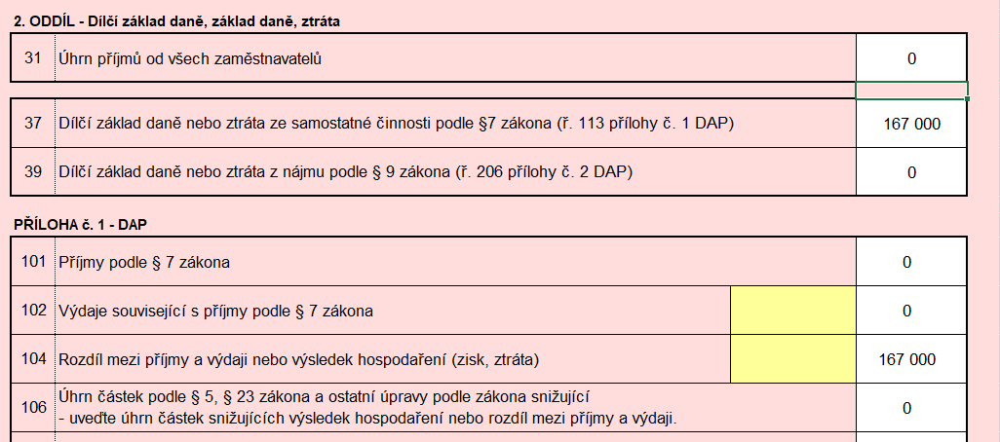 2. ODDÍL - Dílčí základ daně, základ daně, ztráta
31 Úhrn příjmů od všech zaměstnavatelů 0
37 Dílčí základ daně nebo ztráta ze samostatné činnosti podle §7 zákona (ř. 113 přílohy č. 1 DAP) 167 000
39 Dílčí základ daně nebo ztráta z nájmu podle § 9 zákona (ř. 206 přílohy č. 2 DAP) 0
PŘÍLOHA č. 1 - DAP
101 Příjmy podle § 7 zákona 0
102 Výdaje související s příjmy podle § 7 zákona 0
104 Rozdíl mezi příjmy a výdaji nebo výsledek hospodaření (zisk, ztráta) 167 000
106 Úhrn částek podle § 5, § 23 zákona a ostatní úpravy podle zákona snižující 0
- uveďte úhrn částek snižujících výsledek hospodaření nebo rozdíl mezi příjmy a výdaji.